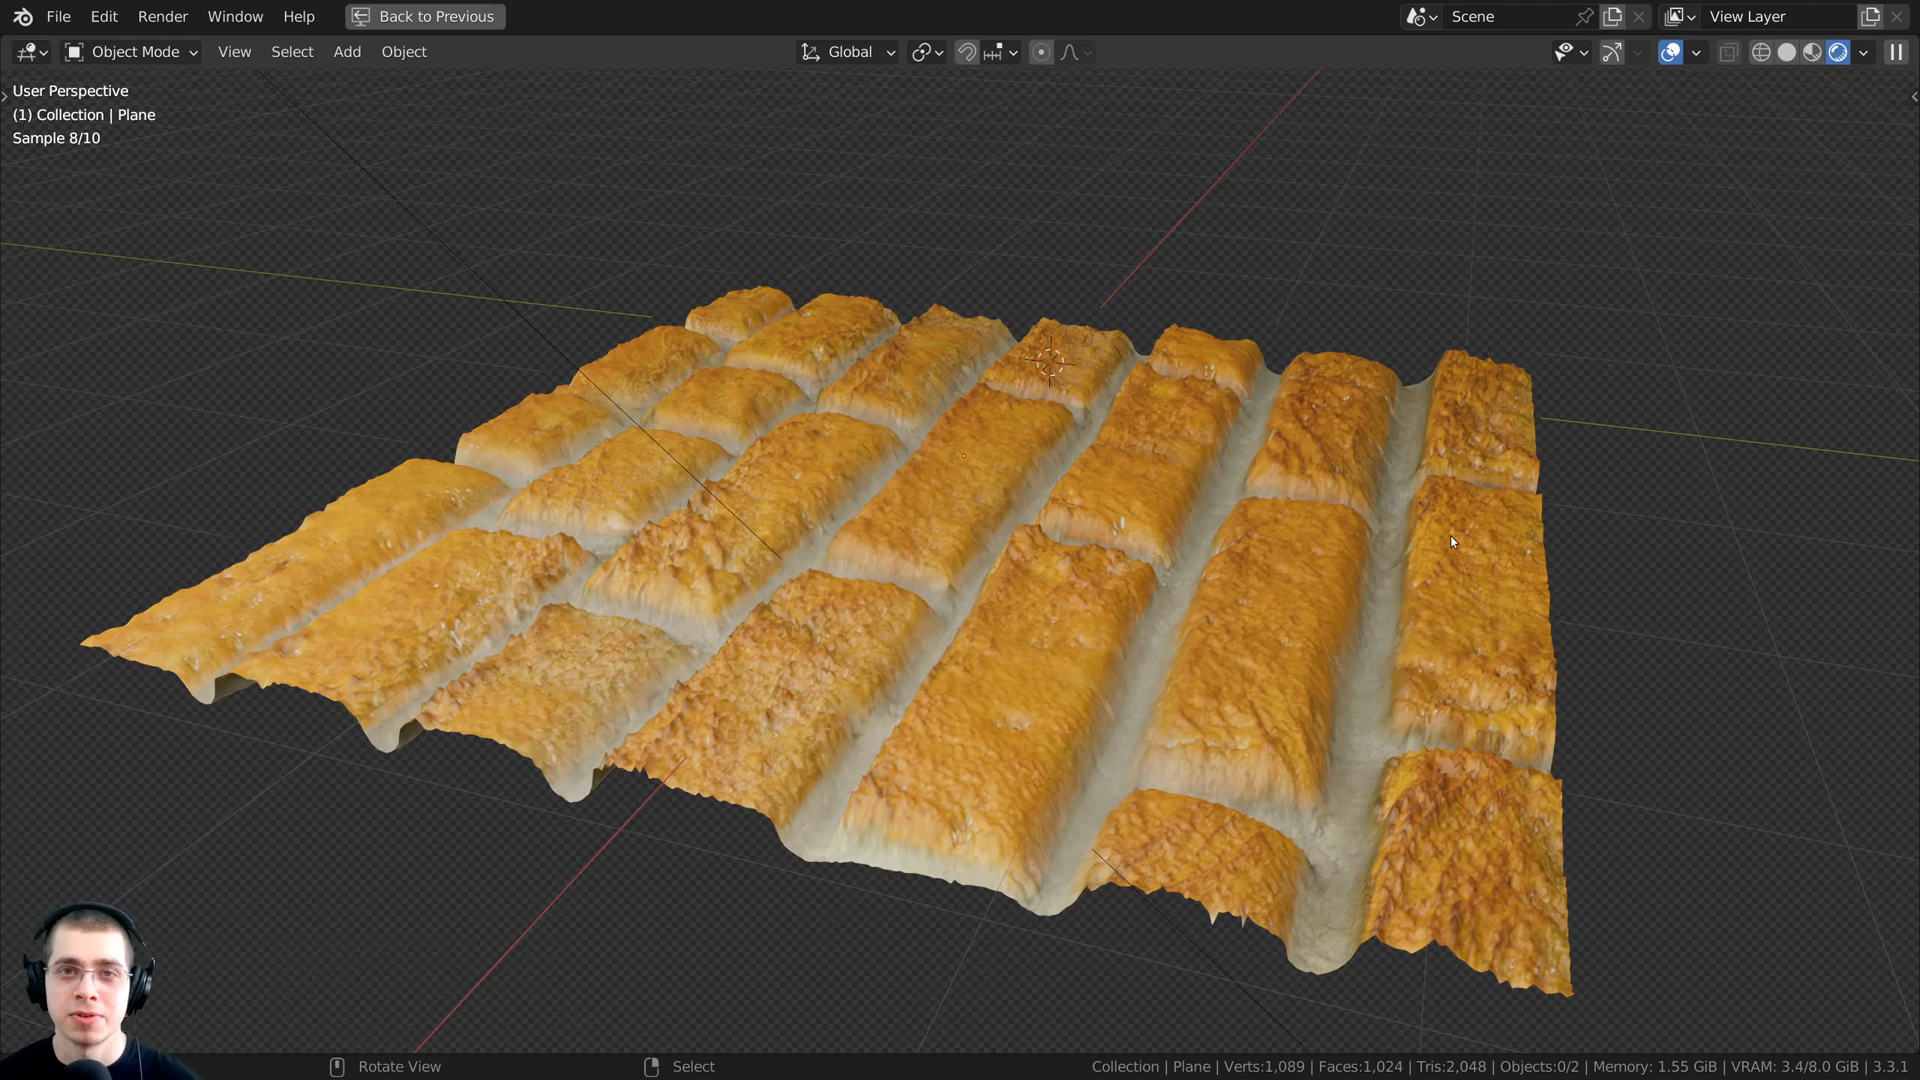 File Edit Render Window Help Back to Previous Scene View Layer
Object Mode View Select Add Object Global
User Perspective
(1) Collection | Plane
Sample 8/10
Rotate View Select Collection | Plane | Verts:1,089 | Faces:1,024 | Tris:2,048 | Objects:0/2 | Memory: 1.55 GiB | VRAM: 3.4/8.0 GiB | 3.3.1